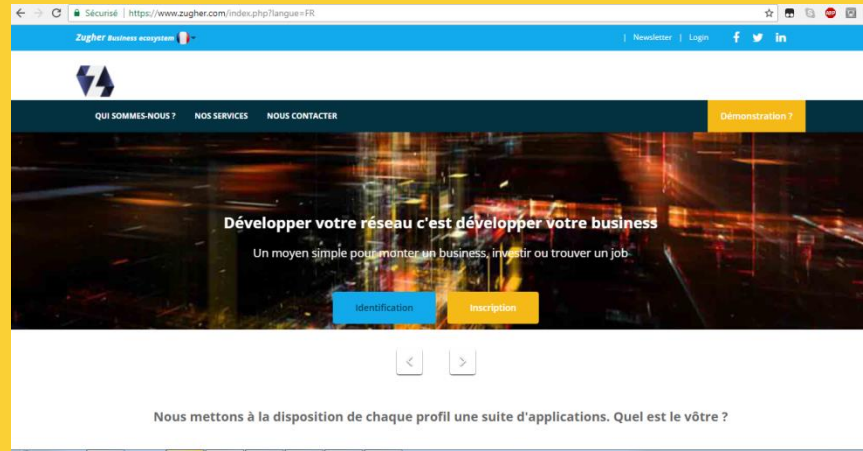 Sécurisé | https://www.zugher.com/index.php?langue=FR
Zugher Business ecosystem
| Newsletter | Login
QUI SOMMES-NOUS ? NOS SERVICES NOUS CONTACTER
Démonstration ?
Développer votre réseau c'est développer votre business
Un moyen simple pour monter un business, investir ou trouver un job
Identification Inscription
Nous mettons à la disposition de chaque profil une suite d'applications. Quel est le vôtre ?